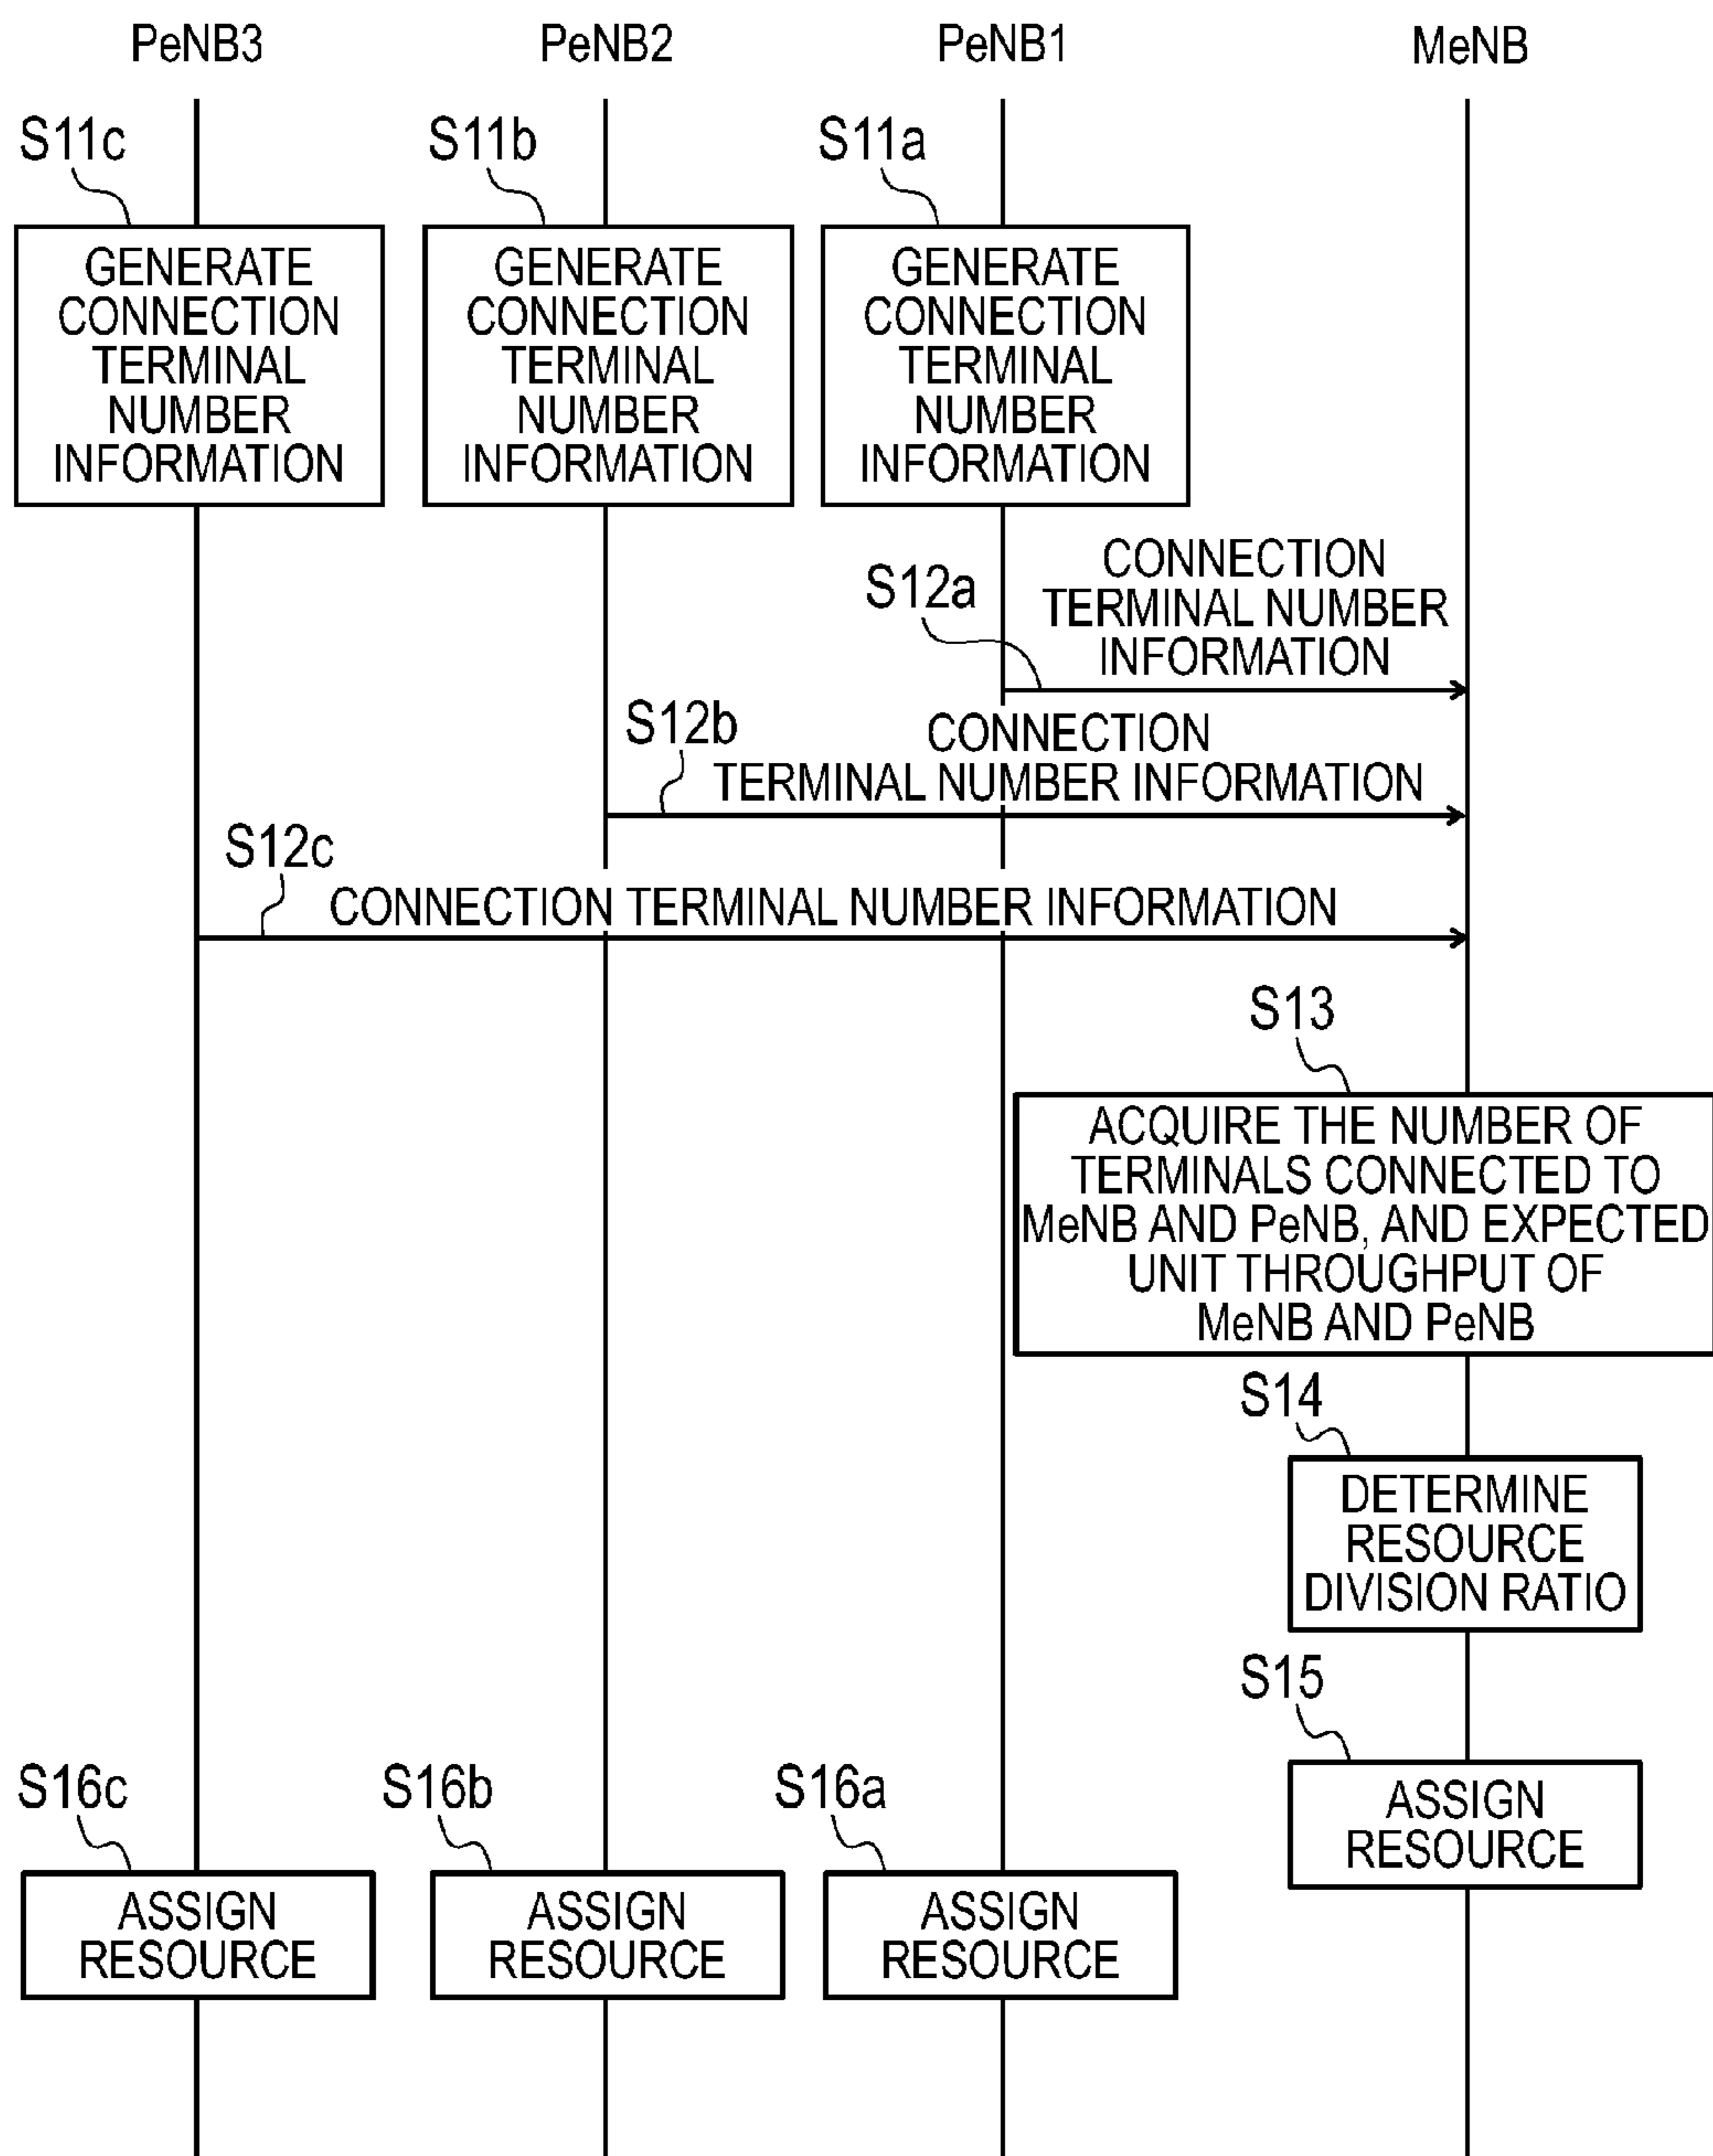 PeNB3
PeNB2
PeNB1
MeNB
S11c
S11b
S11a
GENERATE
CONNECTION
TERMINAL
NUMBER
INFORMATION
GENERATE
CONNECTION
TERMINAL
NUMBER
INFORMATION
GENERATE
CONNECTION
TERMINAL
NUMBER
INFORMATION
S12a
CONNECTION
TERMINAL NUMBER
INFORMATION
S12b
CONNECTION
TERMINAL NUMBER INFORMATION
S12c
CONNECTION TERMINAL NUMBER INFORMATION
S13
ACQUIRE THE NUMBER OF
TERMINALS CONNECTED TO
MeNB AND PeNB, AND EXPECTED
UNIT THROUGHPUT OF
MeNB AND PeNB
S14
DETERMINE
RESOURCE
DIVISION RATIO
S15
ASSIGN
RESOURCE
S16c
S16b
S16a
ASSIGN
RESOURCE
ASSIGN
RESOURCE
ASSIGN
RESOURCE